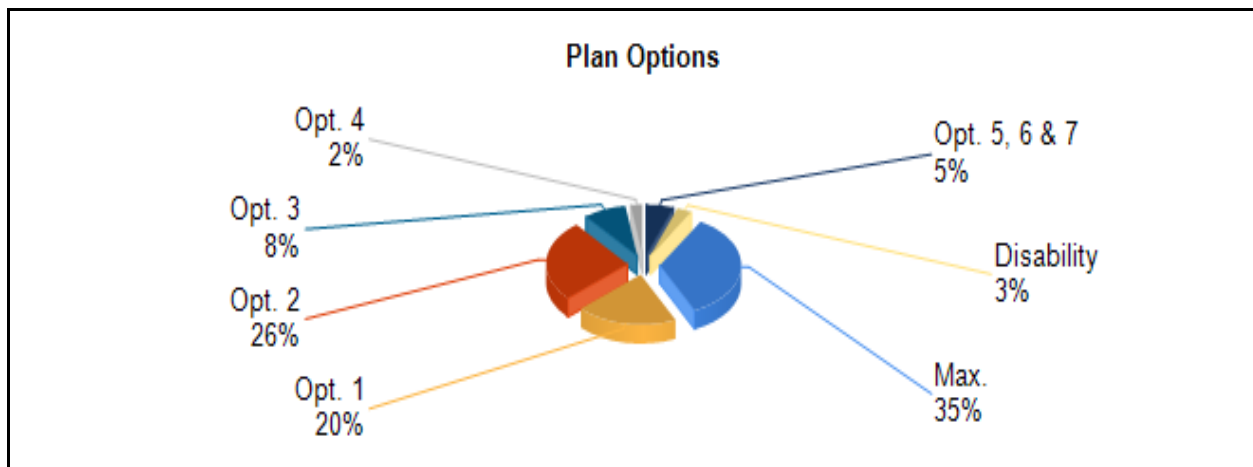 Plan Options
Opt. 4
2%
Opt. 5, 6 & 7
5%
Opt. 3
8%
Disability
3%
Opt. 2
26%
Max.
35%
Opt. 1
20%